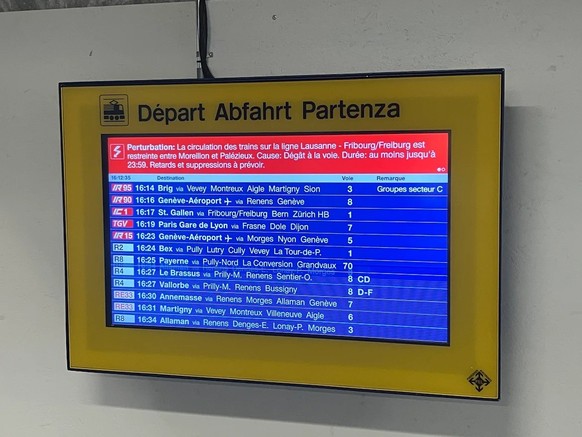 Départ Abfahrt Partenza
Perturbation: La circulation des trains sur la ligne Lausanne - Fribourg/Freiburg est
restreinte entre Moreillon et Palézieux. Cause: Dégât à la voie. Durée: au moins jusqu'à
23:59. Retards et suppressions à prévoir.
16:12:35 Destination Voie Remarque
IR 95 16:14 Brig via Vevey Montreux Aigle Martigny Sion 3 Groupes secteur C
IR 90 16:16 Genève-Aéroport via Renens Genève 8
IC 1 16:17 St. Gallen via Fribourg/Freiburg Bern Zürich HB 1
TGV 16:19 Paris Gare de Lyon via Frasne Dole Dijon 7
IR 15 16:23 Genève-Aéroport via Morges Nyon Genève 5
R2 16:24 Bex via Pully Lutry Cully Vevey La Tour-de-P. 1
R8 16:25 Payerne via Pully-Nord La Conversion Grandvaux 70
R4 16:27 Le Brassus via Prilly-M. Renens Sentier-O. 8 CD
R4 16:27 Vallorbe via Prilly-M. Renens Bussigny 8 D-F
RE33 16:30 Annemasse via Renens Morges Allaman Genève 7
RE33 16:31 Martigny via Vevey Montreux Villeneuve Aigle 6
R8 16:34 Allaman via Renens Denges-E. Lonay-P. Morges 3